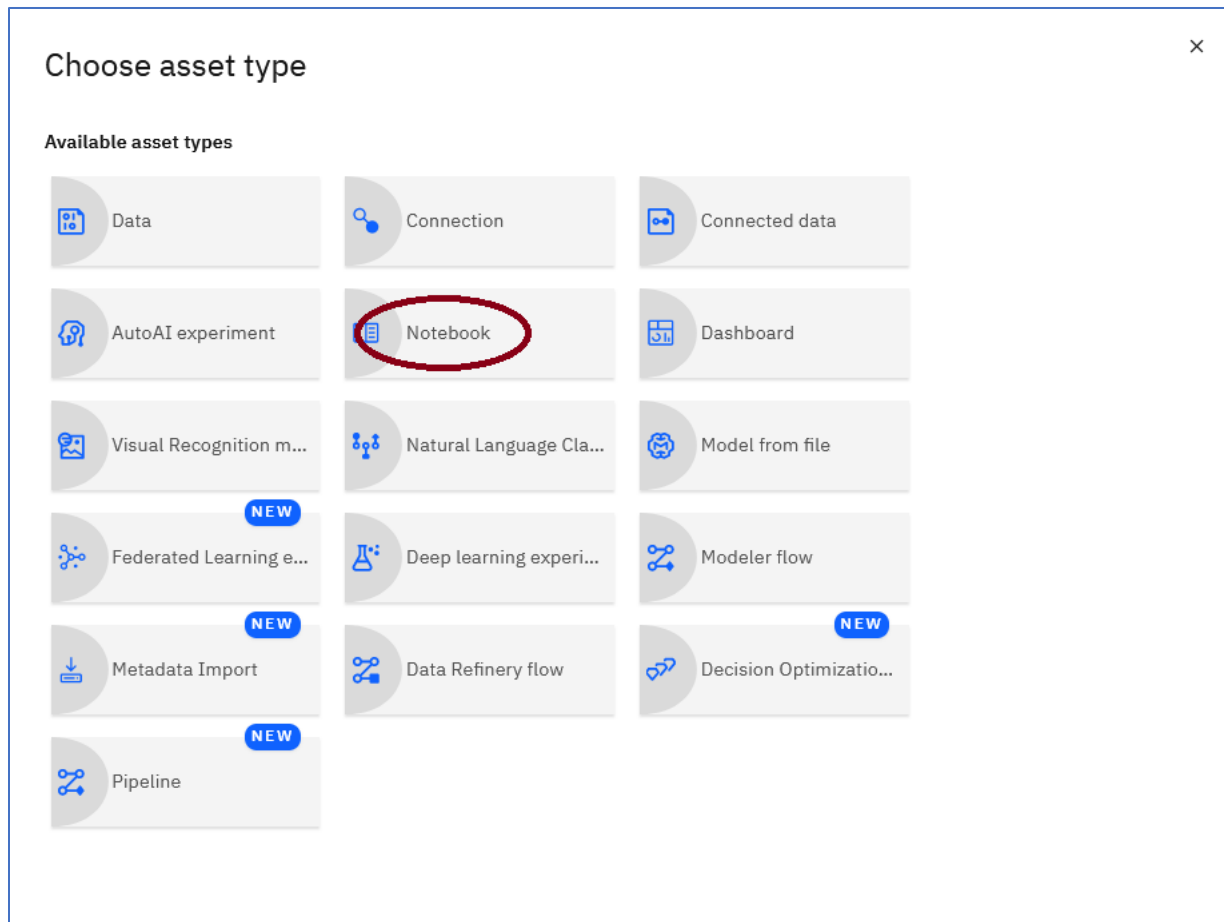 Choose asset type
Available asset types
Data
Connection
Connected data
AutoAI experiment
Notebook
Dashboard
Visual Recognition m...
Natural Language Cla...
Model from file
NEW
Federated Learning e...
Deep learning experi...
Modeler flow
NEW
Metadata Import
Data Refinery flow
NEW
Decision Optimizatio...
NEW
Pipeline